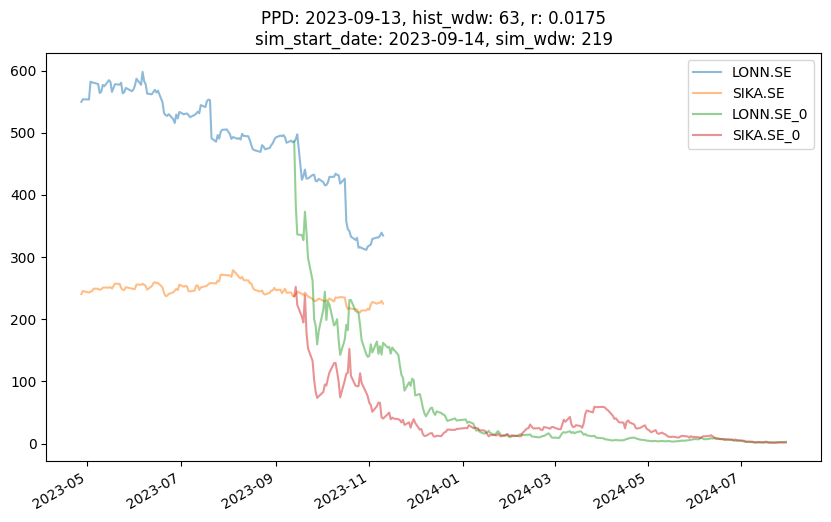 PPD: 2023-09-13, hist_wdw: 63, r: 0.0175
sim_start_date: 2023-09-14, sim_wdw: 219
LONN.SE
SIKA.SE
LONN.SE_0
SIKA.SE_0
600
500
400
300
200
100
0
2023-05
2023-07
2023-09
2023-11
2024-01
2024-03
2024-05
2024-07